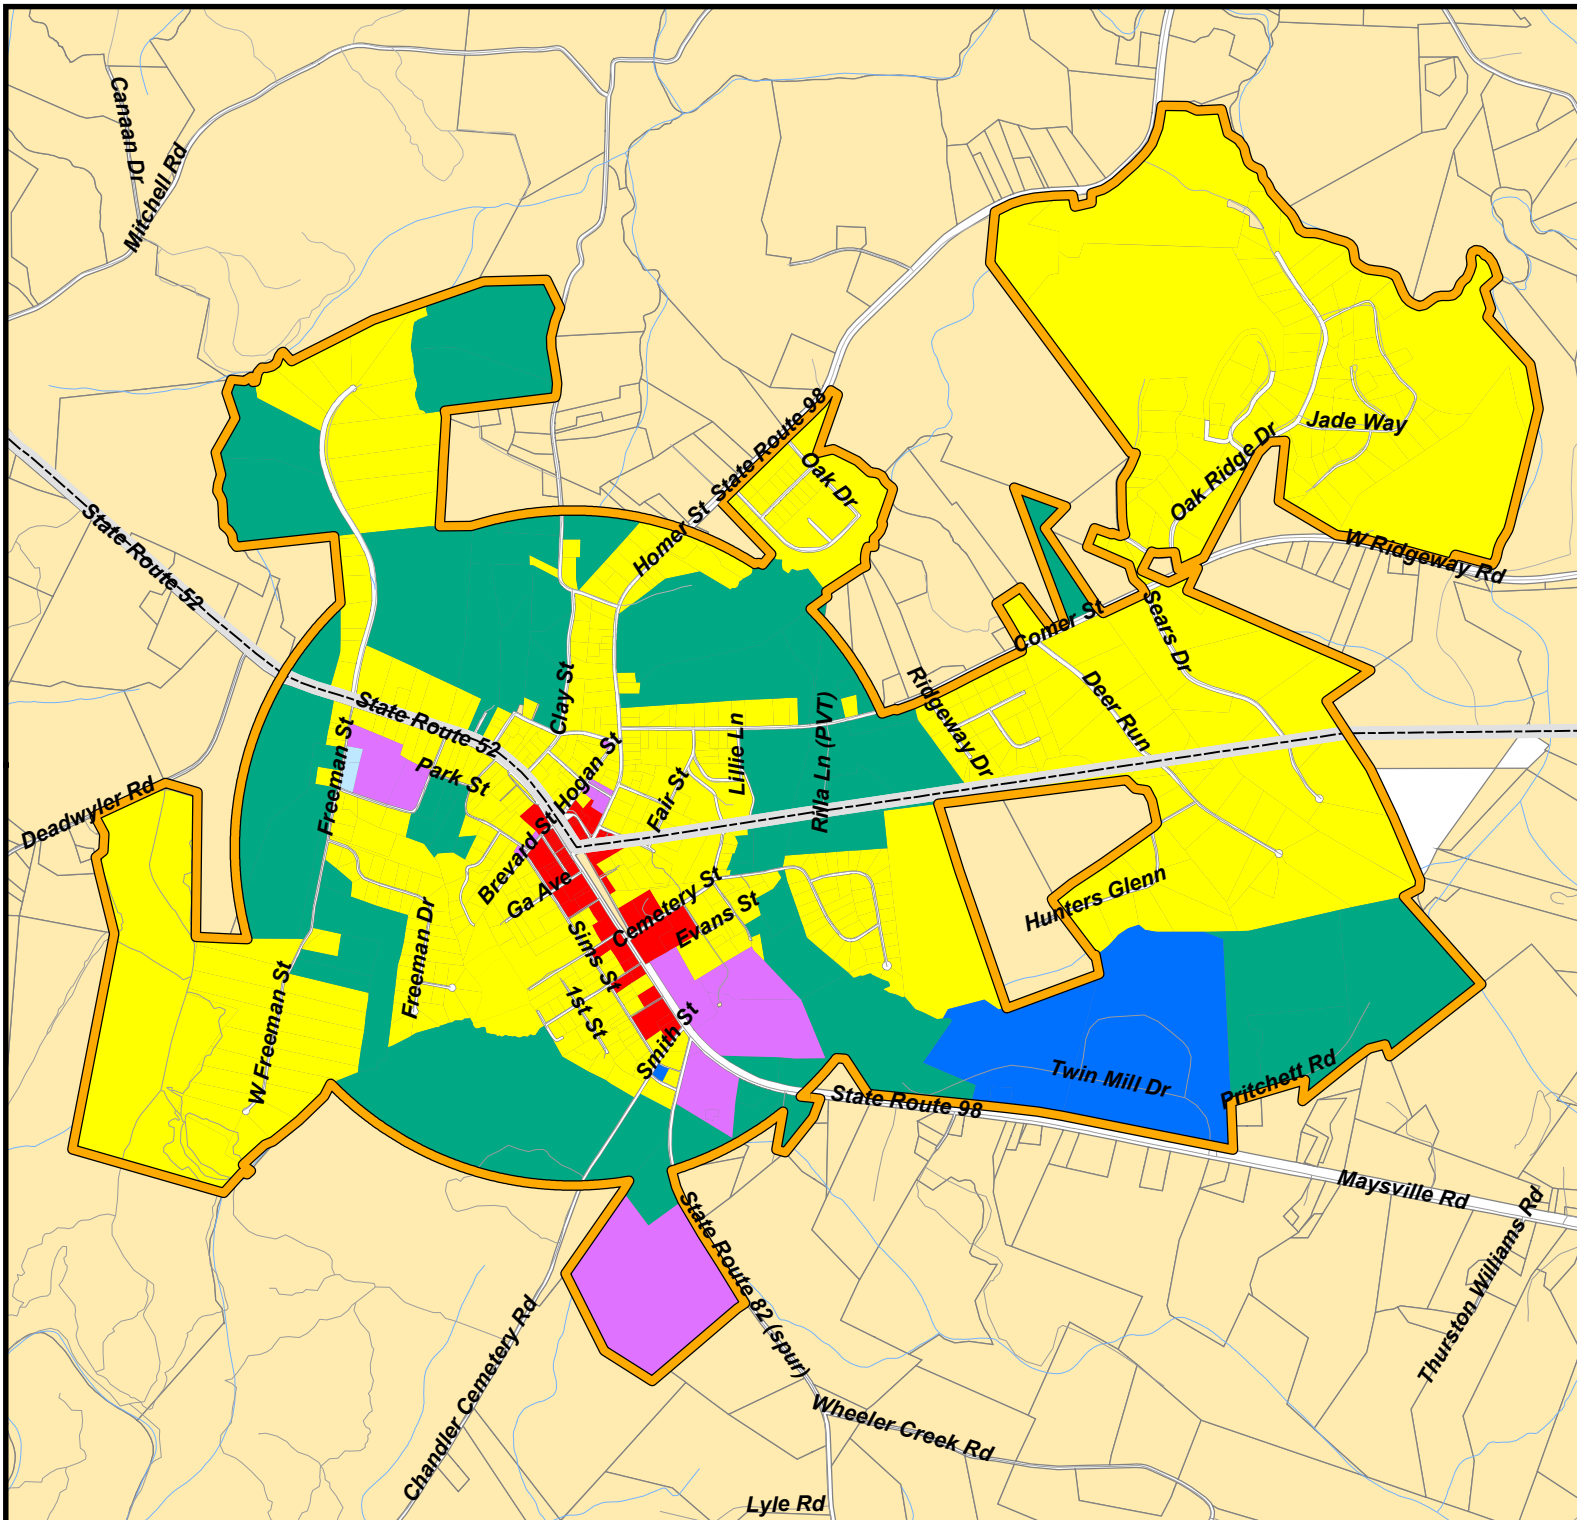 Canaan Dr
Mitchell Rd
State Route 98
Homer St
Oak Dr
Jade Way
Oak Ridge Dr
W Ridgeway Rd
State Route 52
Comer St
Sears Dr
Deer Run
Ridgeway Dr
Rilla Ln (PVT)
Lillie Ln
Clay St
State Route 52
Hogan St
Fair St
Park St
Freeman St
Deadwyler Rd
Brevard St
Ga Ave
Cemetery St
Evans St
Sims St
1st St
Smith St
Freeman Dr
W Freeman St
Hunters Glenn
Twin Mill Dr
Pritchett Rd
State Route 98
Maysville Rd
Thurston Williams Rd
State Route 82 (spur)
Chandler Cemetery Rd
Wheeler Creek Rd
Lyle Rd